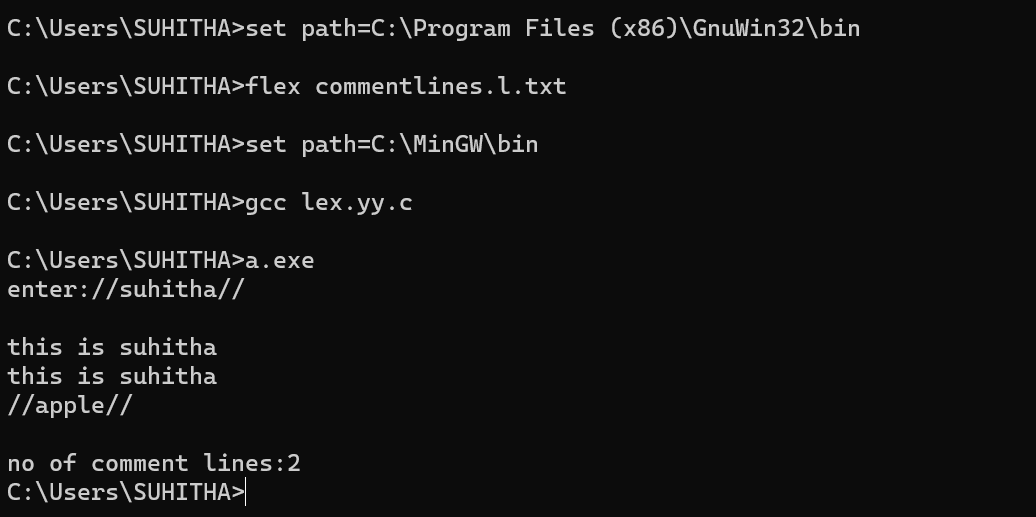 C:\Users\SUHITHA>set path=C:\Program Files (x86)\GnuWin32\bin
C:\Users\SUHITHA>flex commentlines.l.txt
C:\Users\SUHITHA>set path=C:\MinGW\bin
C:\Users\SUHITHA>gcc lex.yy.c
C:\Users\SUHITHA>a.exe
enter://suhitha//
this is suhitha
this is suhitha
//apple//
no of comment lines:2
C:\Users\SUHITHA>